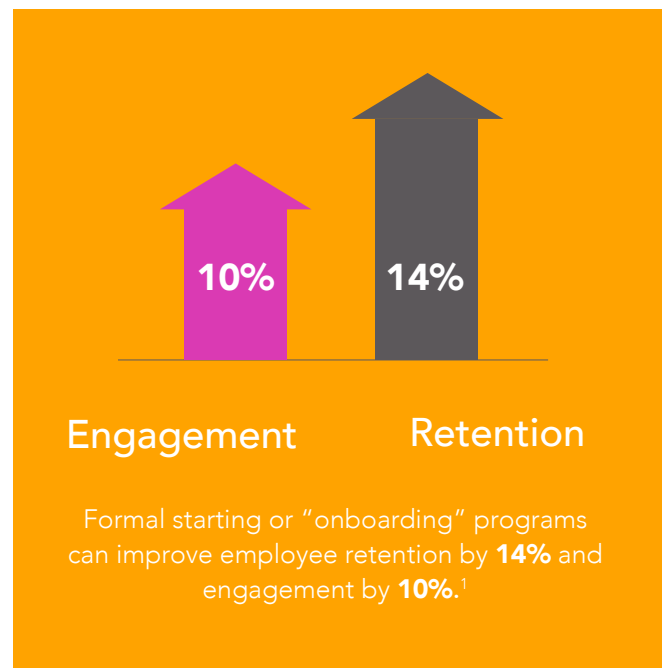 10%
14%
Engagement
Retention
Formal starting or “onboarding” programs
can improve employee retention by 14% and
engagement by 10%.¹